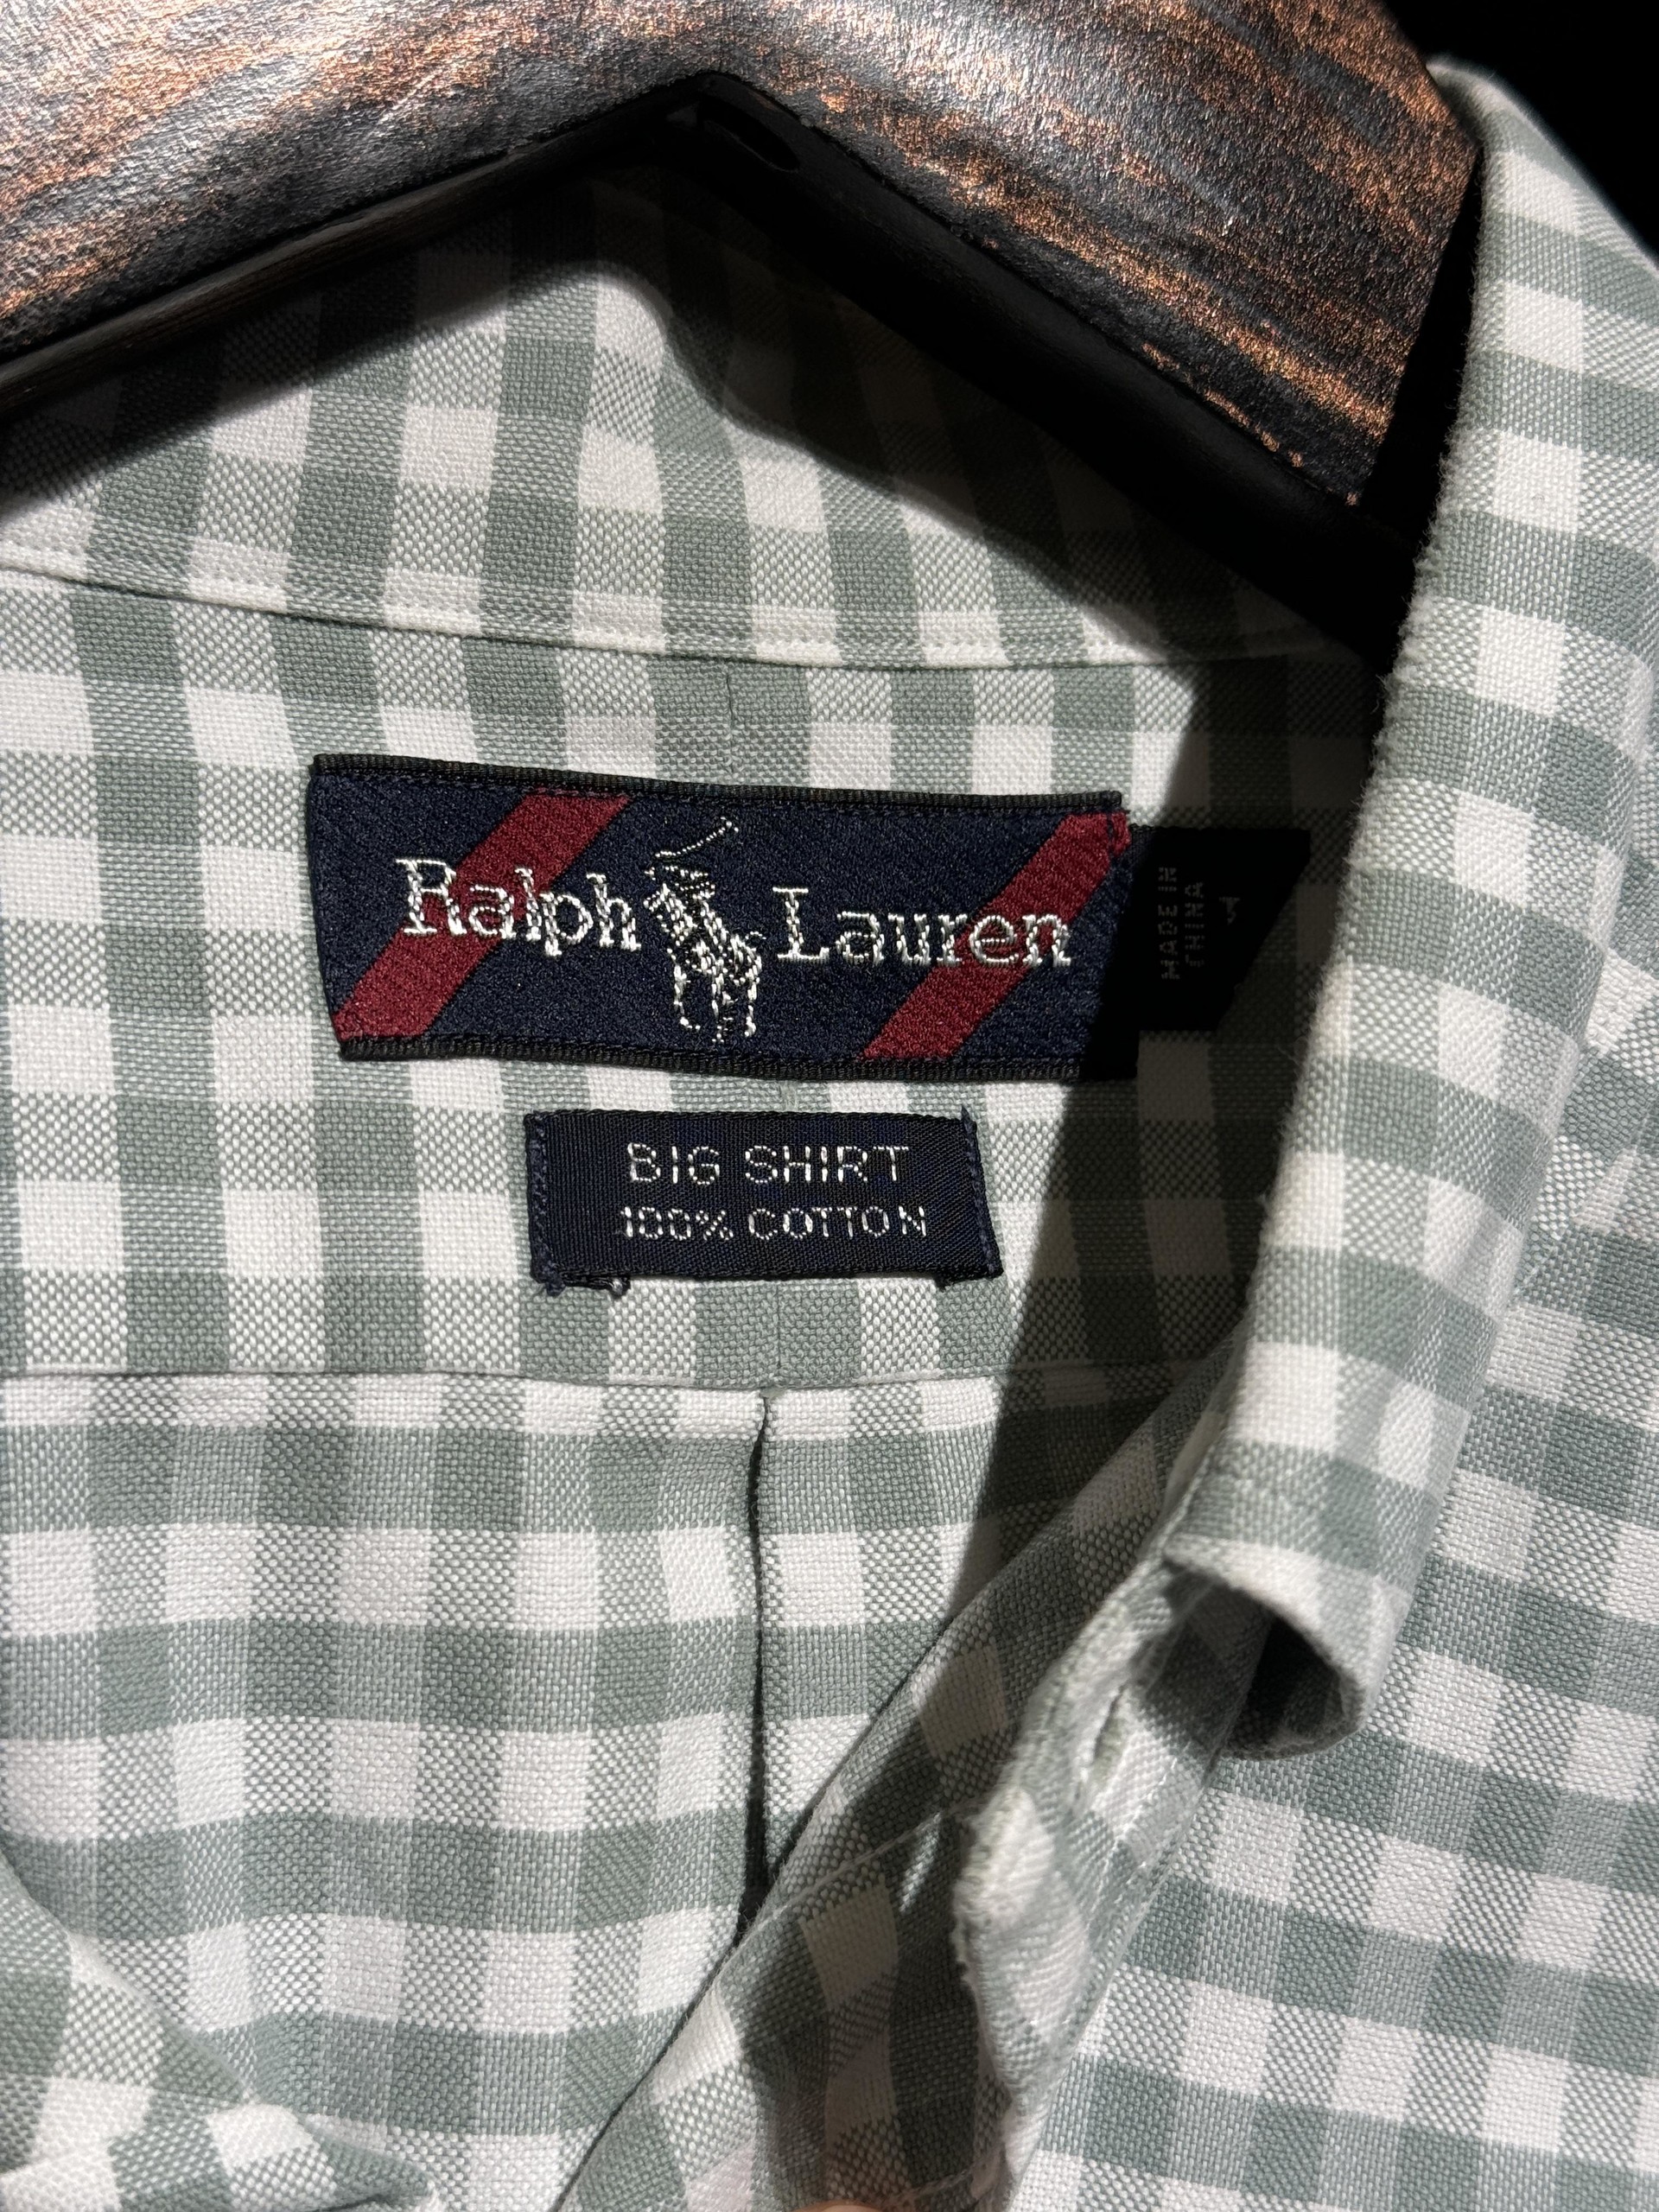 Ralph Lauren
MADE IN
CHINA
BIG SHIRT
100% COTTON